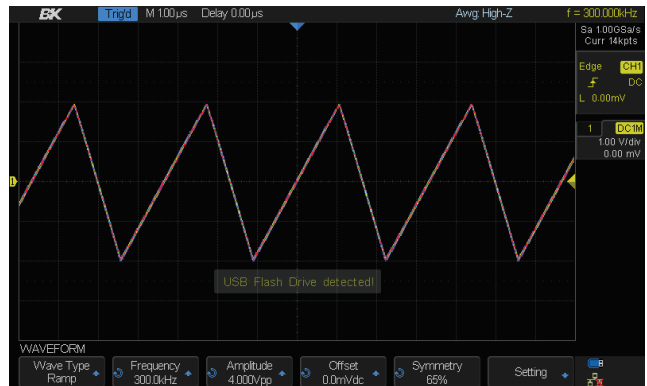 BK Trig'd M 1.00µs Delay 0.00µs Awg: High-Z f = 300.000kHz
Sa 1.00GSa/s
Curr 14kpts
Edge CH1
DC
L 0.00mV
1 DC1M
1.00 V/div
0.00 mV
USB Flash Drive detected!
WAVEFORM
Wave Type Frequency Amplitude Offset Symmetry Setting
Ramp 300.0kHz 4.000Vpp 0.0mVdc 65%